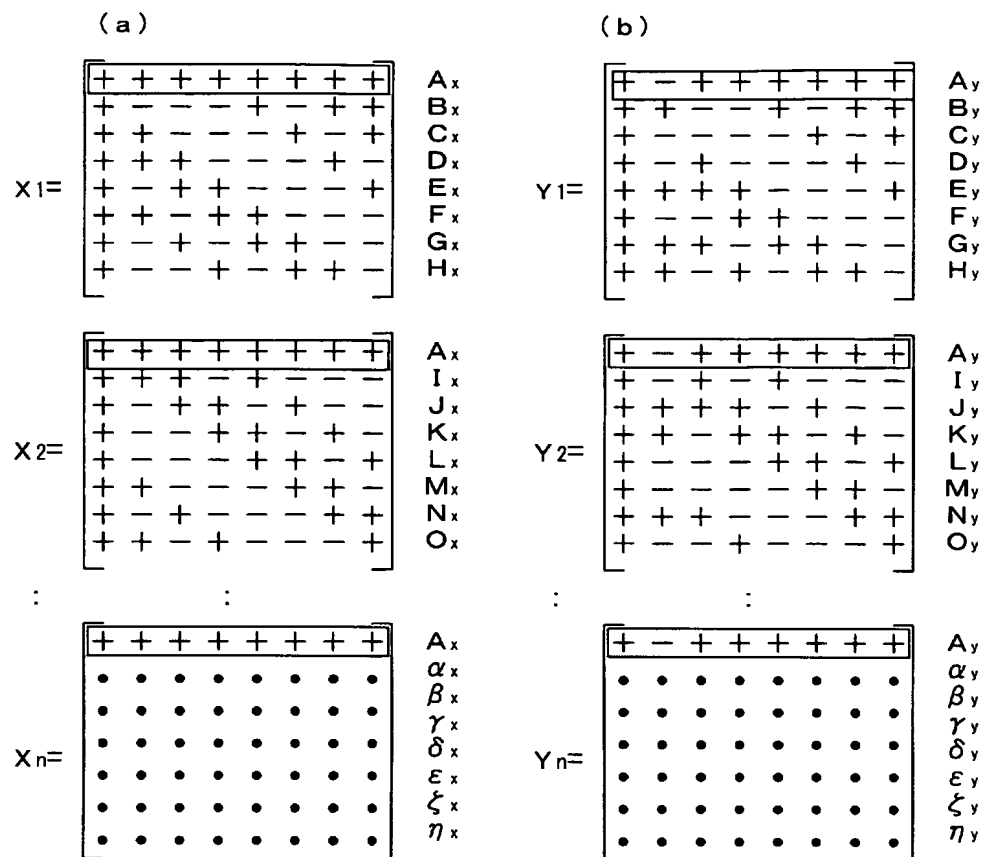 (a)
X1=
+ + + + + + + + Ax
+ − − − + − + + Bx
+ + − − − + − + Cx
+ + + − − − + − Dx
+ − + + − − − + Ex
+ + − + + − − − Fx
+ − + − + + − − Gx
+ − − + − + + − Hx
X2=
+ + + + + + + + Ax
+ + + − + − − − Ix
+ − + + − + − − Jx
+ − − + + − + − Kx
+ − − − + + − + Lx
+ + − − − + + − Mx
+ − + − − − + + Nx
+ + − + − − − + Ox
: :
Xn=
+ + + + + + + + Ax
• • • • • • • • αx
• • • • • • • • βx
• • • • • • • • γx
• • • • • • • • δx
• • • • • • • • εx
• • • • • • • • ζx
ηx
(b)
Y1=
+ − + + + + + + Ay
+ + − − + − + + By
+ − − − − + − + Cy
+ − + − − − + − Dy
+ + + + − − − + Ey
+ − − + + − − − Fy
+ + + − + + − − Gy
+ + − + − + + − Hy
Y2=
+ − + + + + + + Ay
+ − + − + − − − Iy
+ + + + − + − − Jy
+ + − + + − + − Ky
+ − − − + + − + Ly
+ − − − − + + − My
+ + + − − − + + Ny
+ − − + − − − + Oy
: :
Yn=
+ − + + + + + + Ay
• • • • • • • • αy
• • • • • • • • βy
• • • • • • • • γy
• • • • • • • • δy
• • • • • • • • εy
• • • • • • • • ζy
ηy